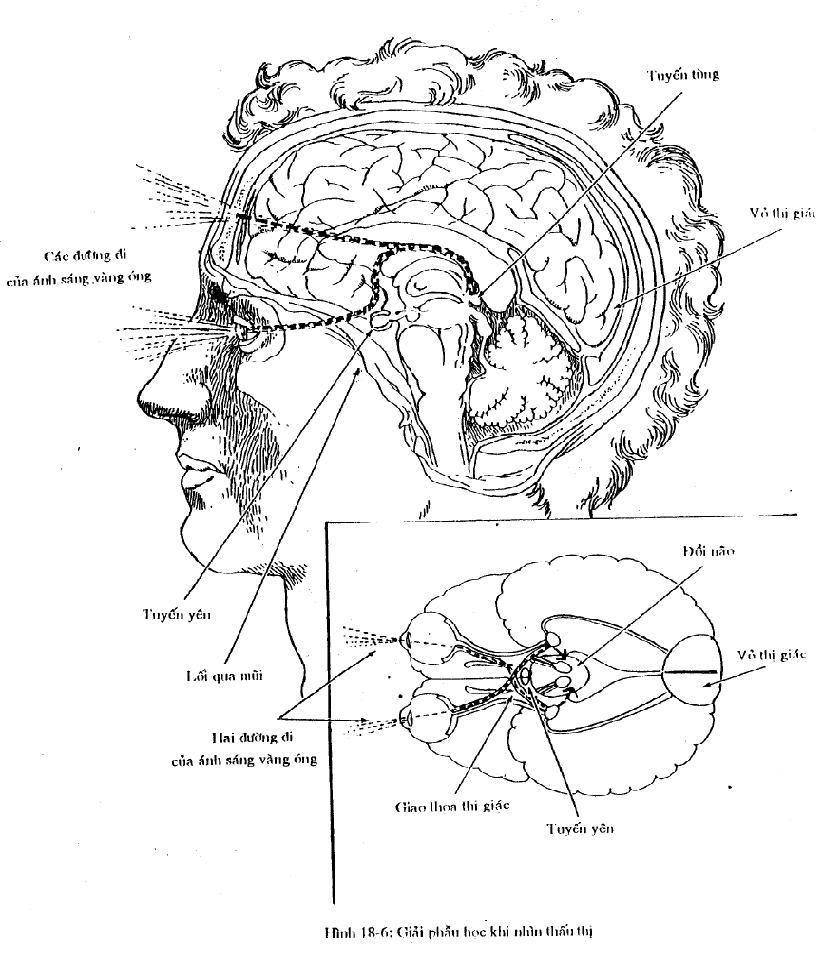 Tuyến tùng
Vỏ thị giác
Các đường đi
của ánh sáng vàng óng
Tuyến yên
Lối qua mũi
Đồi não
Vỏ thị giác
Hai đường đi
của ánh sáng vàng óng
Giao thoa thị giác
Tuyến yên
Hình 18-6: Giải phẫu học khi nhìn thấu thị